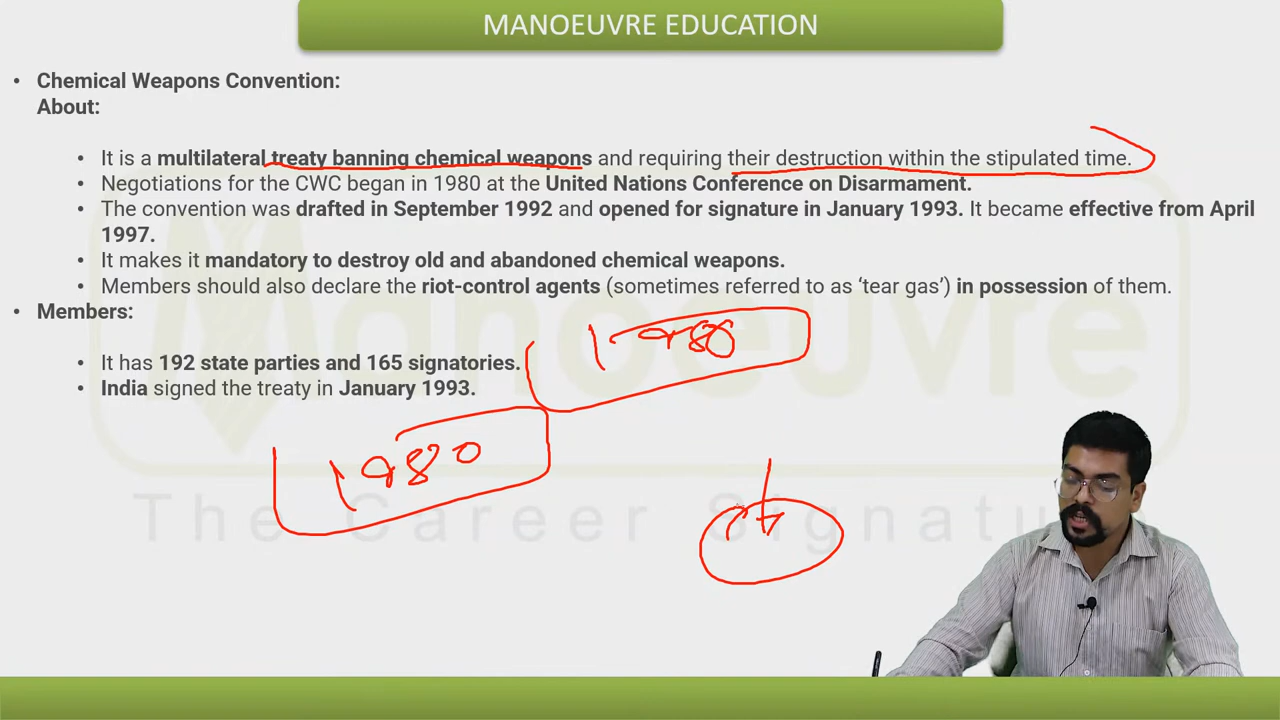 MANOEUVRE EDUCATION
• Chemical Weapons Convention:
About:
• It is a multilateral treaty banning chemical weapons and requiring their destruction within the stipulated time.
• Negotiations for the CWC began in 1980 at the United Nations Conference on Disarmament.
• The convention was drafted in September 1992 and opened for signature in January 1993. It became effective from April
1997.
• It makes it mandatory to destroy old and abandoned chemical weapons.
• Members should also declare the riot-control agents (sometimes referred to as ‘tear gas’) in possession of them.
• Members:
1980
• It has 192 state parties and 165 signatories.
• India signed the treaty in January 1993.
1980
Manoeuvre
The Career Signatu